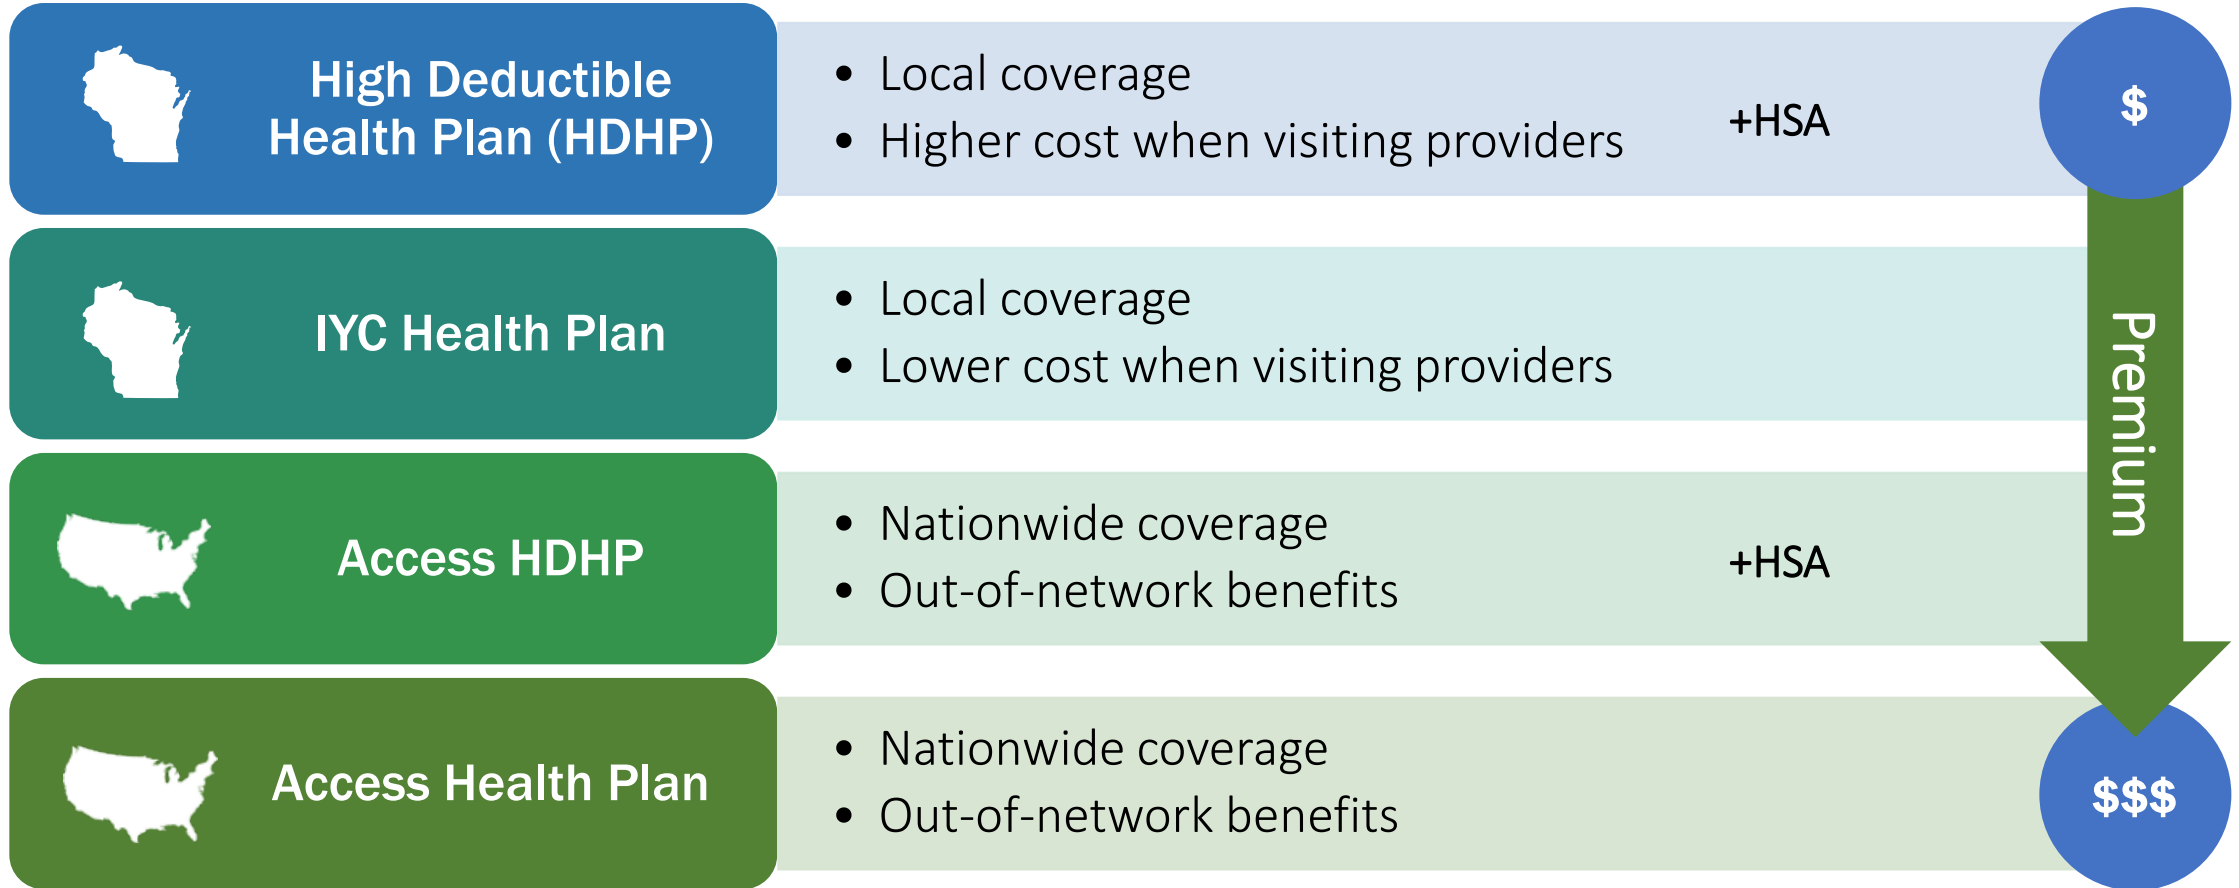 High Deductible
Health Plan (HDHP)
• Local coverage
• Higher cost when visiting providers
+HSA
$
IYC Health Plan
• Local coverage
• Lower cost when visiting providers
Premium
Access HDHP
• Nationwide coverage
• Out-of-network benefits
+HSA
Access Health Plan
• Nationwide coverage
• Out-of-network benefits
$$$